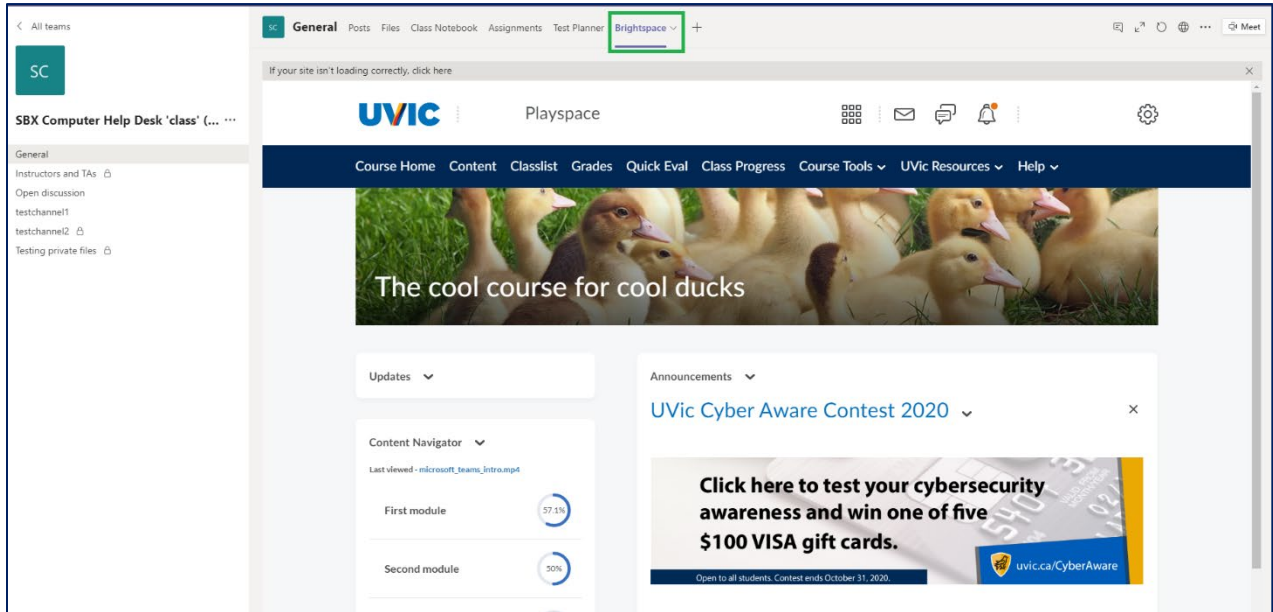 All teams
SC General Posts Files Class Notebook Assignments Test Planner Brightspace + Meet
SC
SBX Computer Help Desk 'class' (... ...
General
Instructors and TAs
Open discussion
testchannel1
testchannel2
Testing private files
If your site isn't loading correctly, click here
UVIC Playspace
Course Home Content Classlist Grades Quick Eval Class Progress Course Tools UVic Resources Help
The cool course for cool ducks
Updates
Content Navigator
Last viewed - microsoft_teams_intro.mp4
First module 57.1%
Second module 50%
Announcements
UVic Cyber Aware Contest 2020
Click here to test your cybersecurity
awareness and win one of five
$100 VISA gift cards.
Open to all students. Contest ends October 31, 2020.
uvic.ca/CyberAware